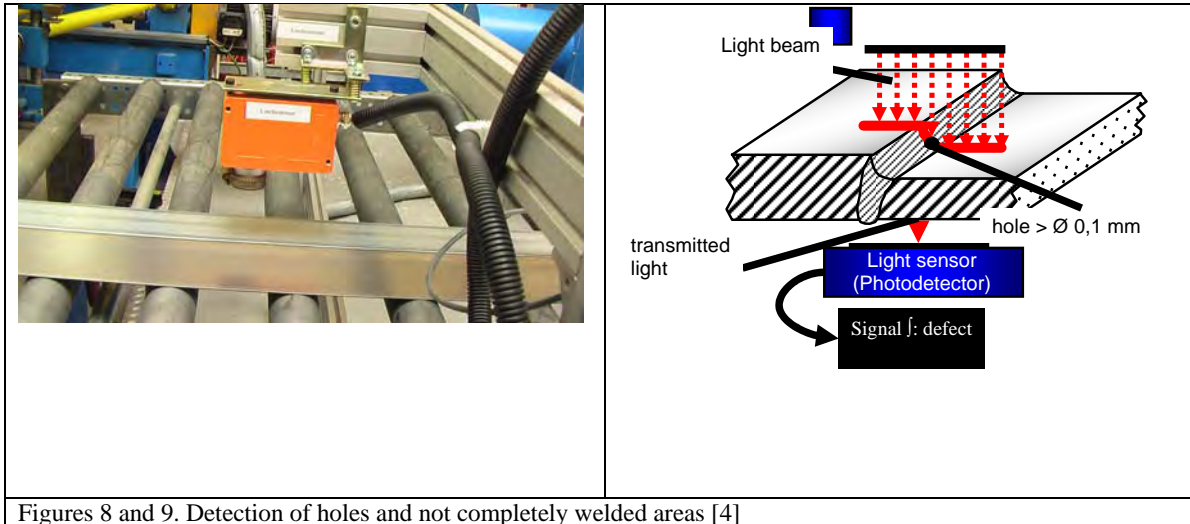 Light beam
hole > Ø 0,1 mm
transmitted
light
Light sensor
(Photodetector)
Signal ∫: defect
Figures 8 and 9. Detection of holes and not completely welded areas [4]